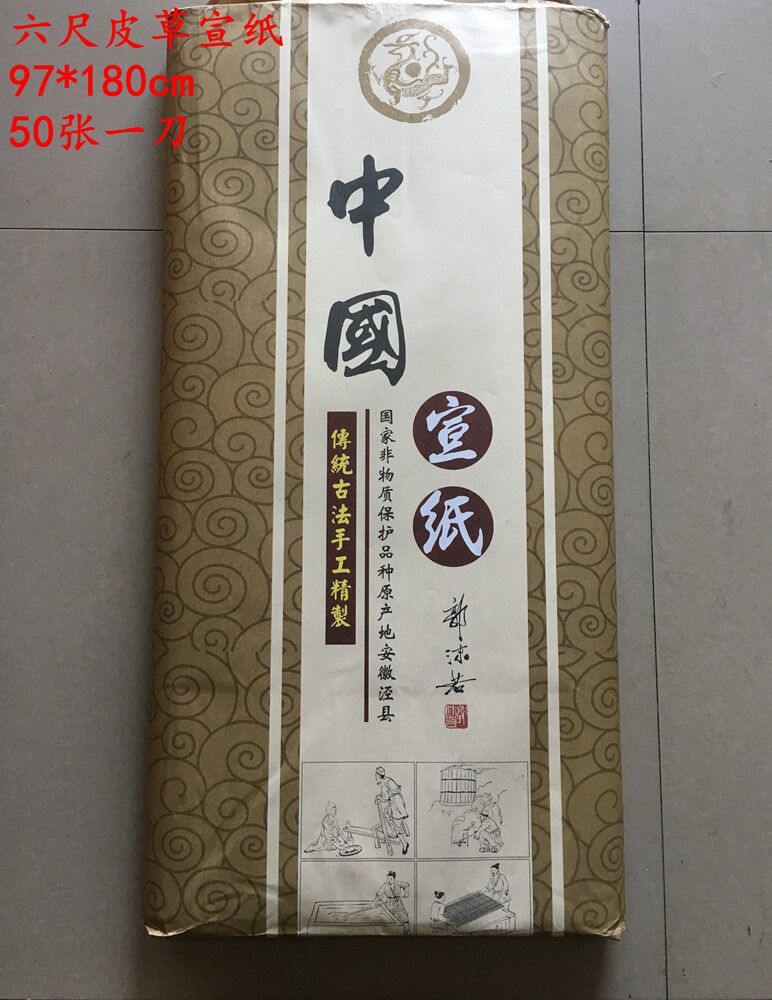 六尺皮草宣纸
97*180cm
50张一刀
中國
宣纸
郭沫若
国家非物质保护品种原产地安徽泾县
傳統古法手工精製